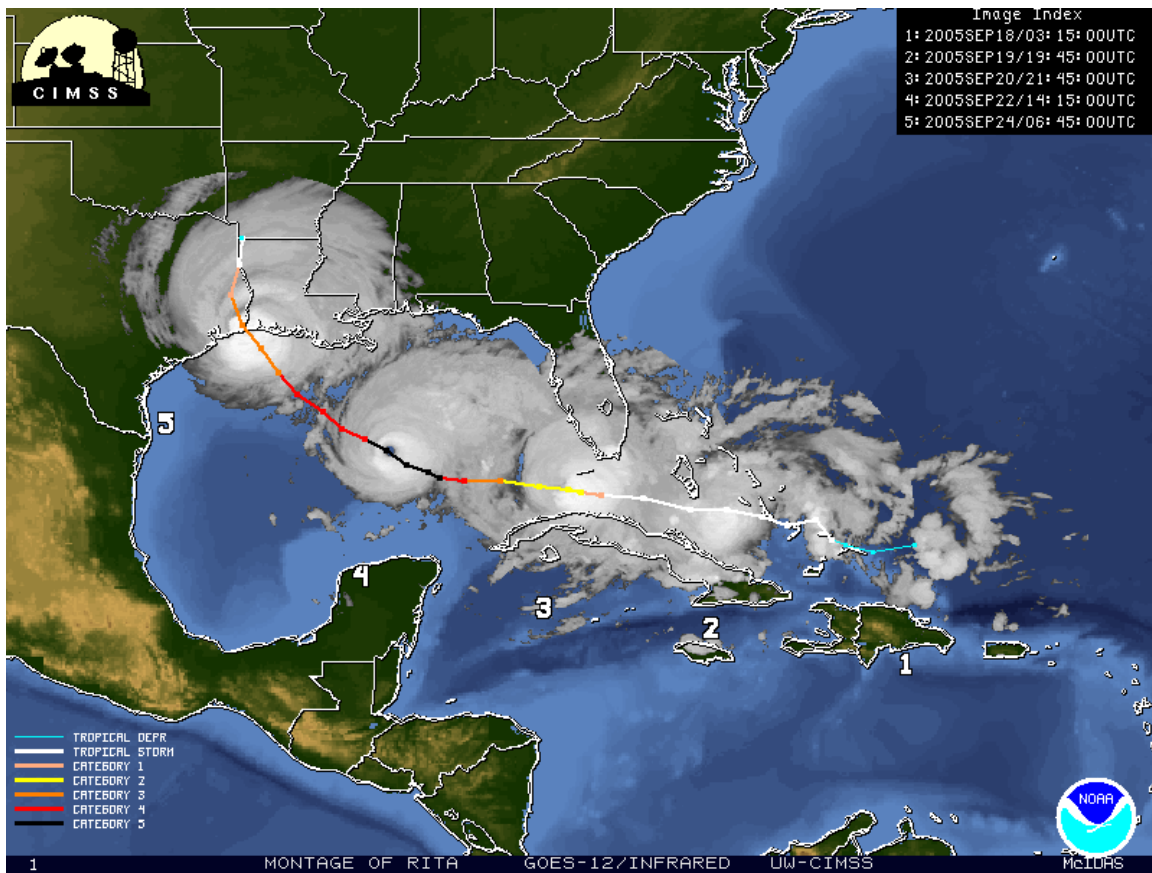 Image Index
1: 2005SEP18/03:15:00UTC
2: 2005SEP19/19:45:00UTC
3: 2005SEP20/21:45:00UTC
4: 2005SEP22/14:15:00UTC
5: 2005SEP24/06:45:00UTC
CIMSS
5
4
3
2
1
TROPICAL DEPR
TROPICAL STORM
CATEGORY 1
CATEGORY 2
CATEGORY 3
CATEGORY 4
CATEGORY 5
NOAA
1 MONTAGE OF RITA GOES-12/INFRARED UW-CIMSS McIDAS